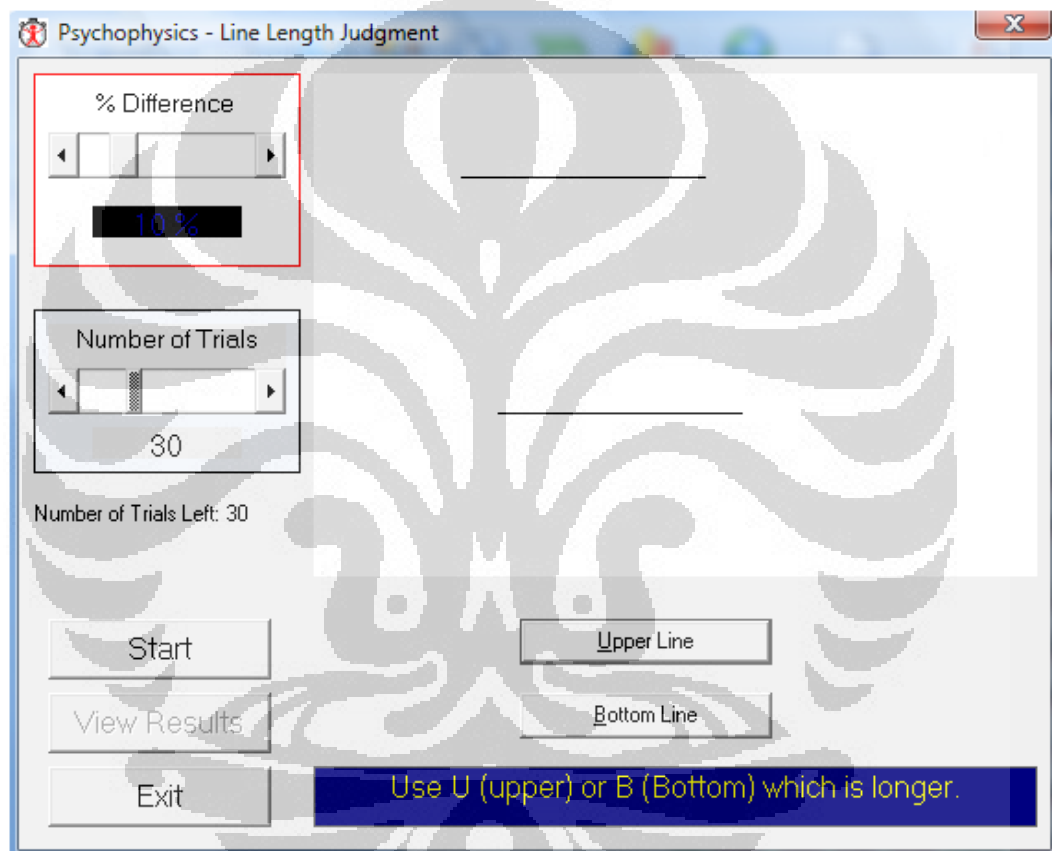 Psychophysics - Line Length Judgment
X
% Difference
10 %
Number of Trials
30
Number of Trials Left: 30
Start
Upper Line
View Results
Bottom Line
Exit
Use U (upper) or B (Bottom) which is longer.